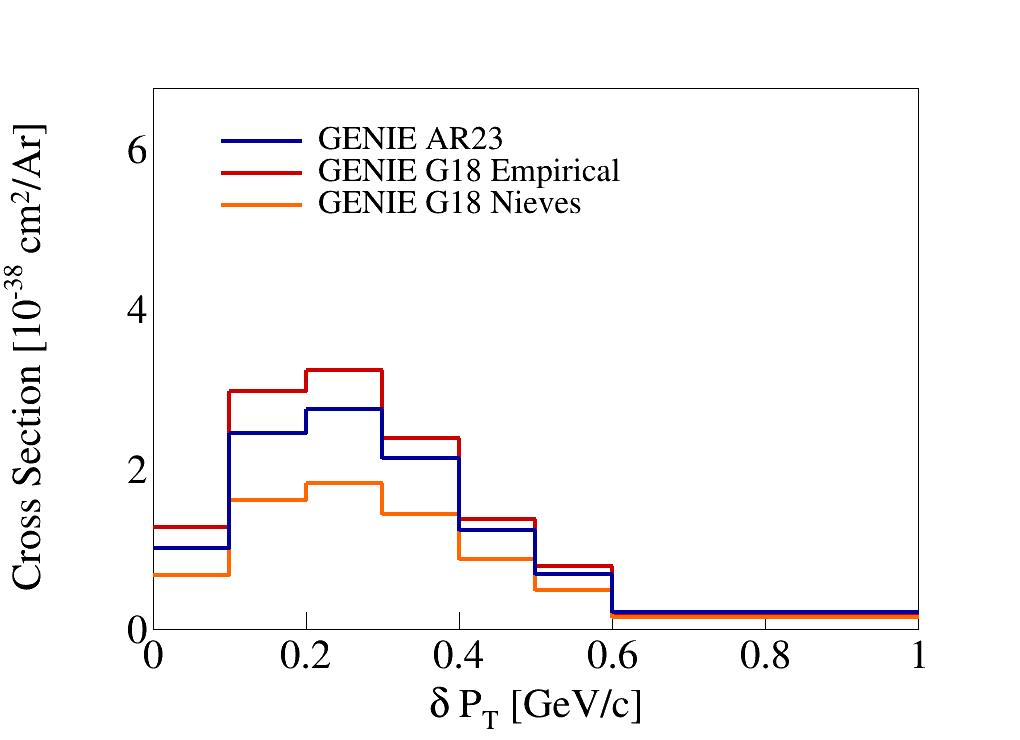 Cross Section [10⁻³⁸ cm²/Ar]
6
4
2
0
GENIE AR23
GENIE G18 Empirical
GENIE G18 Nieves
0 0.2 0.4 0.6 0.8 1
δ P_T [GeV/c]